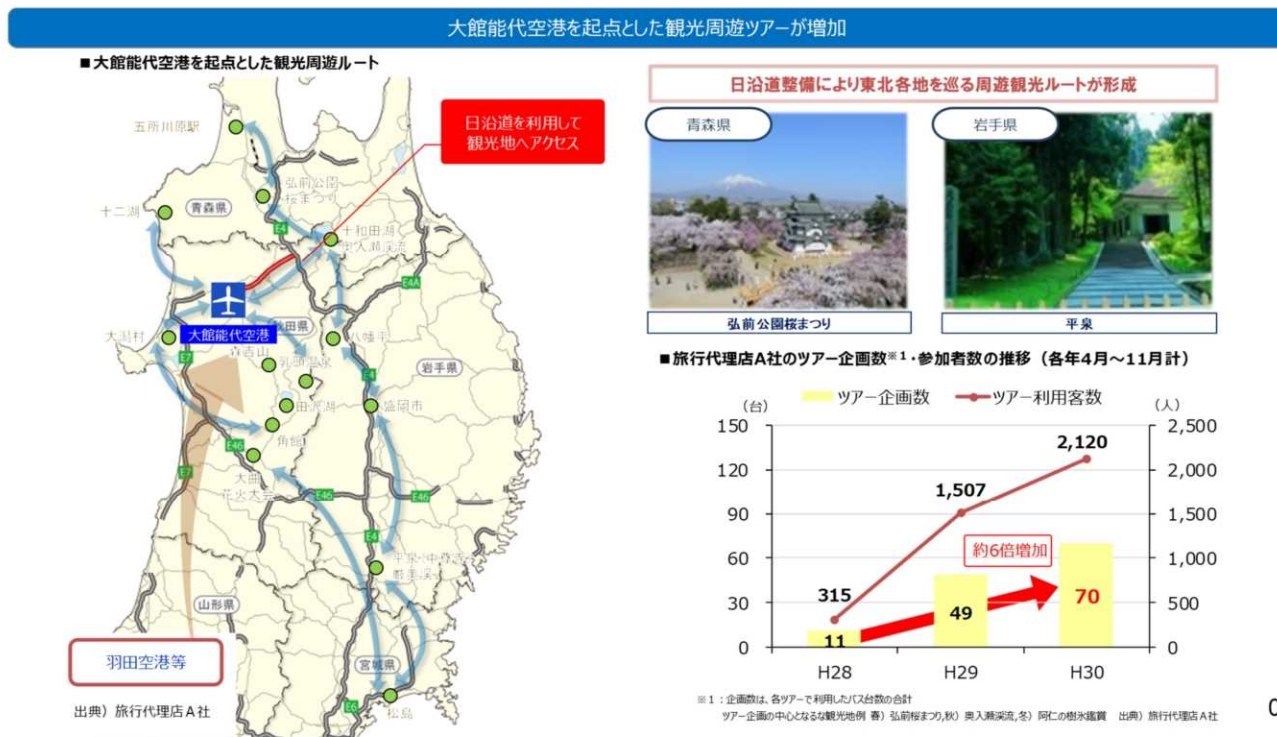 大館能代空港を起点とした観光周遊ツアーが増加
■大館能代空港を起点とした観光周遊ルート
日沿道を利用して
観光地へアクセス
五所川原駅
弘前公園
桜まつり
十二湖
青森県
E4
十和田湖
奥入瀬渓流
E4A
大館能代空港
秋田県
大潟村
E7
森吉山
乳頭温泉
八幡平
岩手県
E4
田沢湖
盛岡市
角館
E46
E7
大曲
花火大会
E46
E46
E4
平泉・中尊寺
厳美渓
山形県
羽田空港等
宮城県
E6
松島
出典）旅行代理店A社
日沿道整備により東北各地を巡る周遊観光ルートが形成
青森県
岩手県
弘前公園桜まつり
平泉
■旅行代理店A社のツアー企画数※1・参加者数の推移（各年4月～11月計）
（台）
ツアー企画数
ツアー利用客数
（人）
150
120
90
60
30
0
2,500
2,000
1,500
1,000
500
0
315
1,507
2,120
約6倍増加
11
49
70
H28
H29
H30
※1：企画数は、各ツアーで利用したバス台数の合計
ツアー企画の中心となるな観光地例 春）弘前桜まつり,秋）奥入瀬渓流,冬）阿仁の樹氷鑑賞 出典）旅行代理店A社
0